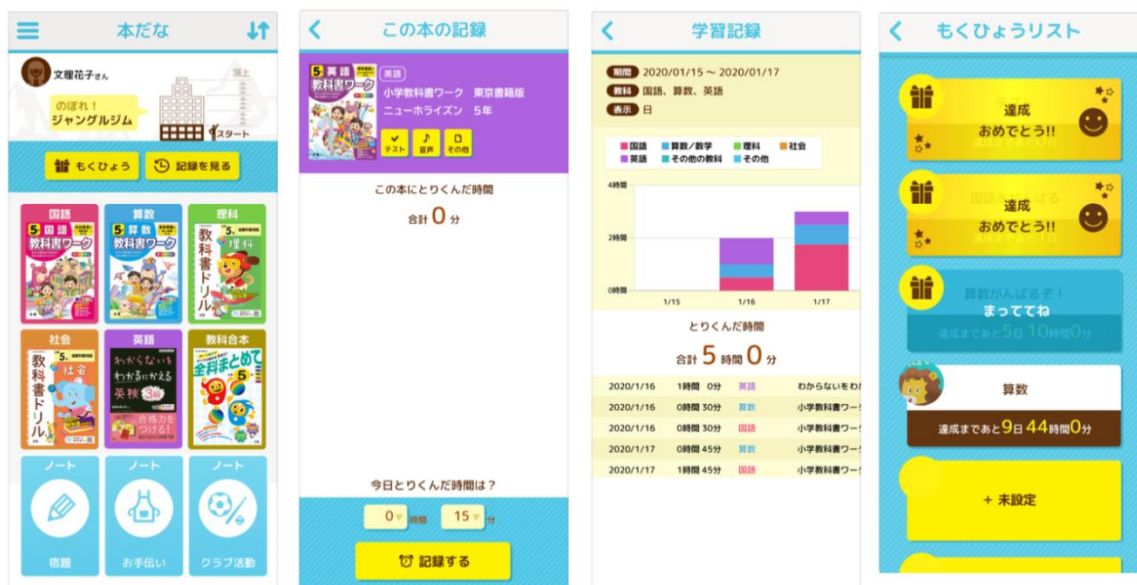 本だな
文理花子さん
頂上
のぼれ!
ジャングルジム
スタート
もくひょう
記録を見る
国語
算数
理科
5年 国語
教科書ワーク
5年 算数
教科書ワーク
5年 理科
教科書ドリル
社会
英語
教科合本
5年 社会
教科書ドリル
わからないを
わかるにかえる
英検 3級
合格力を
つける!
全科まとめて
5年
ノート
ノート
ノート
宿題
お手伝い
クラブ活動
この本の記録
5年 英語
教科書ワーク
英語
小学教科書ワーク 東京書籍版
ニューホライズン 5年
テスト
音声
その他
この本にとりくんだ時間
合計 0 分
今日とりくんだ時間は?
0 時間 15 分
記録する
学習記録
期間 2020/01/15 ~ 2020/01/17
教科 国語、算数、英語
表示 日
国語 算数/数学 理科 社会
英語 その他の教科 その他
4時間
2時間
0時間
1/15 1/16 1/17
とりくんだ時間
合計 5 時間 0 分
2020/1/16 1時間 0分 英語 わからないをわ
2020/1/16 0時間 30分 算数 小学教科書ワー
2020/1/16 0時間 30分 国語 小学教科書ワー
2020/1/17 0時間 45分 算数 小学教科書ワー
2020/1/17 1時間 45分 国語 小学教科書ワー
もくひょうリスト
達成
おめでとう!!
達成
おめでとう!!
算数がんばるぞ!
まっててね
達成まであと5日 10時間0分
算数
達成まであと9日 44時間0分
+ 未設定